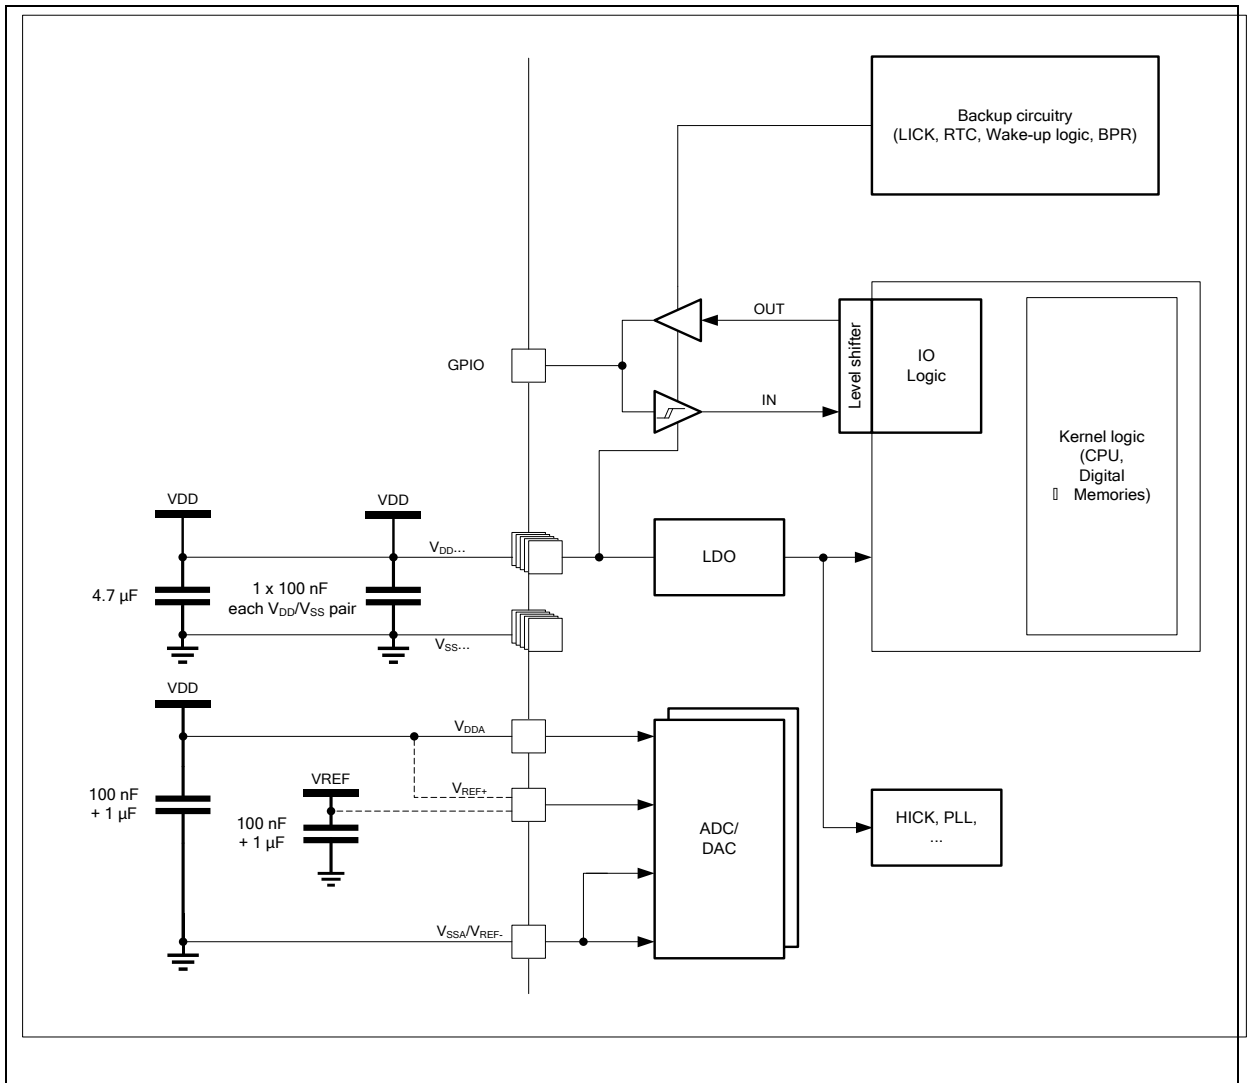 Backup circuitry
(LICK, RTC, Wake-up logic, BPR)
OUT
GPIO
Level shifter
IO
Logic
IN
Kernel logic
(CPU,
Digital
▯ Memories)
VDD
VDD
VDD...
LDO
4.7 µF
1 x 100 nF
each VDD/VSS pair
VSS...
VDD
VDDA
VREF
VREF+
100 nF
+ 1 µF
100 nF
+ 1 µF
ADC/
DAC
HICK, PLL,
...
VSSA/VREF-